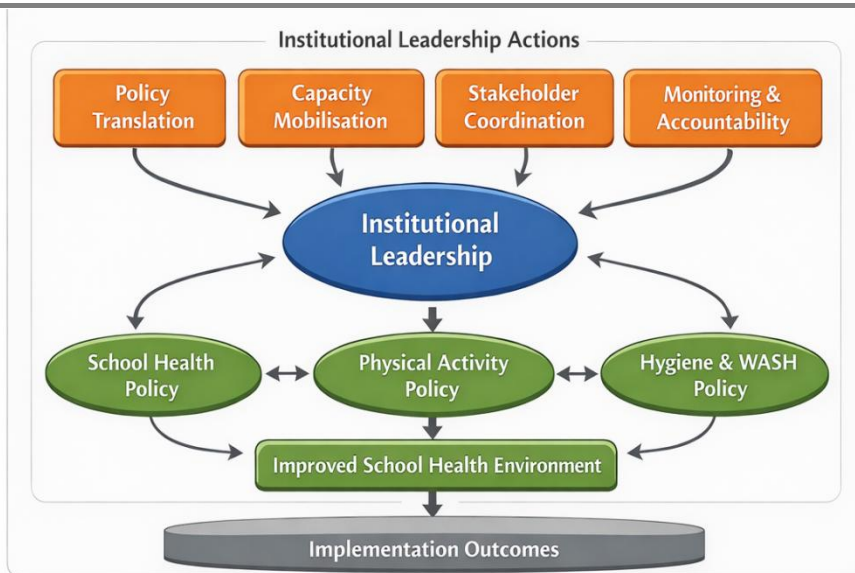 Institutional Leadership Actions
Policy
Translation
Capacity
Mobilisation
Stakeholder
Coordination
Monitoring &
Accountability
Institutional
Leadership
School Health
Policy
Physical Activity
Policy
Hygiene & WASH
Policy
Improved School Health Environment
Implementation Outcomes